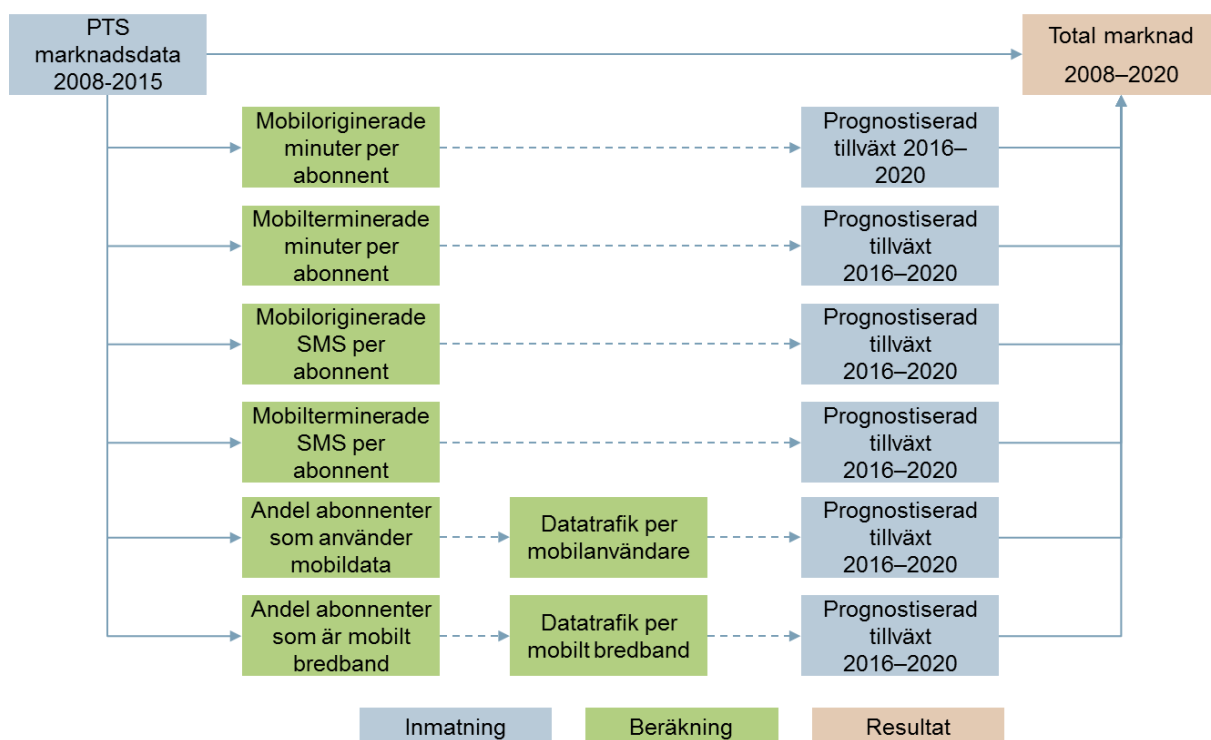 PTS
marknadsdata
2008-2015
Total marknad
2008–2020
Mobiloriginerade
minuter per
abonnent
Prognostiserad
tillväxt 2016–
2020
Mobilterminerade
minuter per
abonnent
Prognostiserad
tillväxt
2016–2020
Mobiloriginerade
SMS per
abonnent
Prognostiserad
tillväxt
2016–2020
Mobilterminerade
SMS per
abonnent
Prognostiserad
tillväxt
2016–2020
Andel abonnenter
som använder
mobildata
Datatrafik per
mobilanvändare
Prognostiserad
tillväxt
2016–2020
Andel abonnenter
som är mobilt
bredband
Datatrafik per
mobilt bredband
Prognostiserad
tillväxt
2016–2020
Inmatning
Beräkning
Resultat